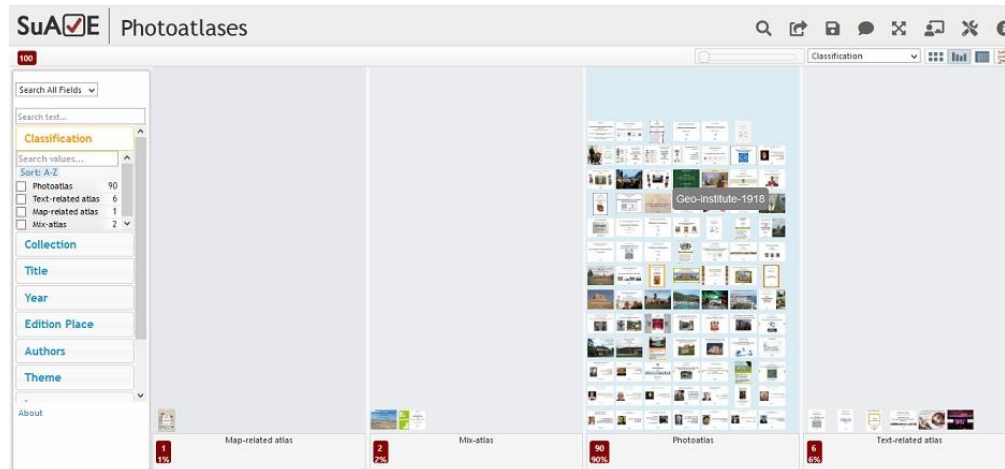 SuAVE Photoatlases
100
Classification
Search All Fields
Search text...
Classification
Search values...
Sort: A-Z
Photoatlas 90
Text-related atlas 6
Map-related atlas 1
Mix-atlas 2
Collection
Title
Year
Edition Place
Authors
Theme
About
Geo-institute-1918
1
1%
Map-related atlas
2
2%
Mix-atlas
90
90%
Photoatlas
6
6%
Text-related atlas